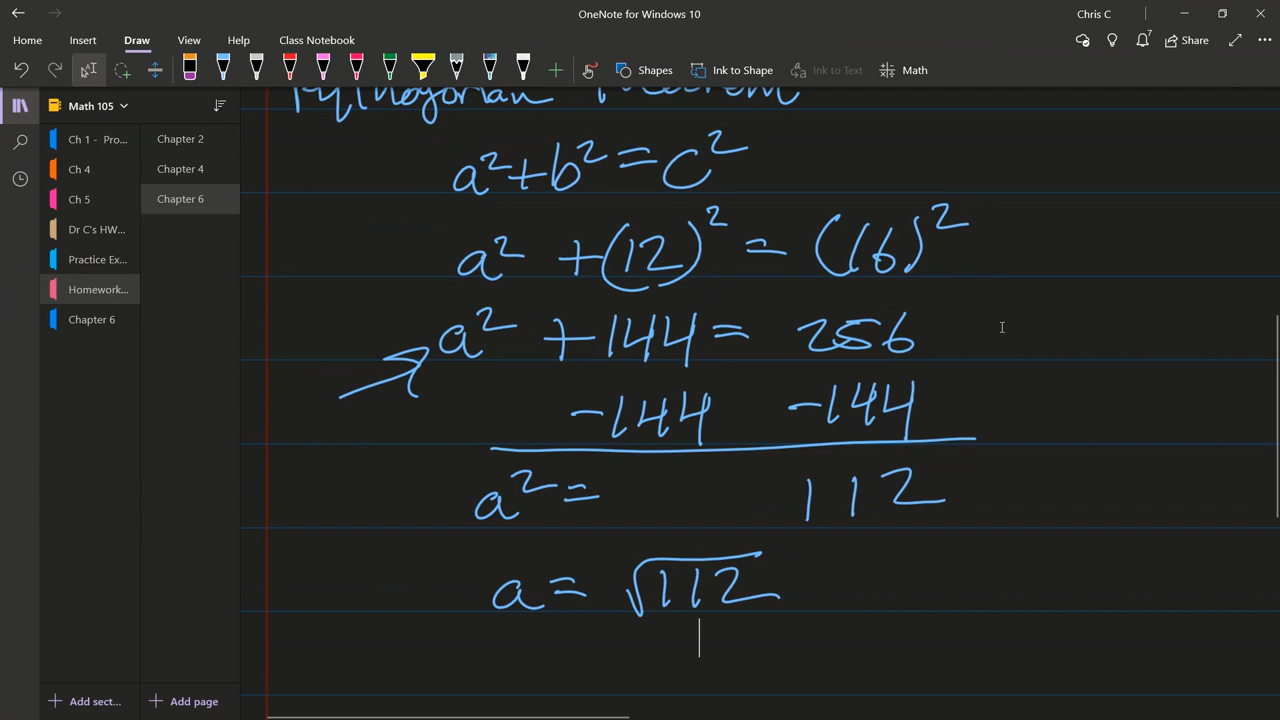 OneNote for Windows 10
Chris C
Home Insert Draw View Help Class Notebook
Share
Shapes Ink to Shape Ink to Text Math
Math 105
Ch 1 - Pro...
Ch 4
Ch 5
Dr C's HW...
Practice Ex...
Homework...
Chapter 6
Chapter 2
Chapter 4
Chapter 6
Add sect...
Add page
Pythagorian Theorem
a²+b²=c²
a² +(12)² = (16)²
a² +144= 256
-144 -144
a²= 112
a= √112